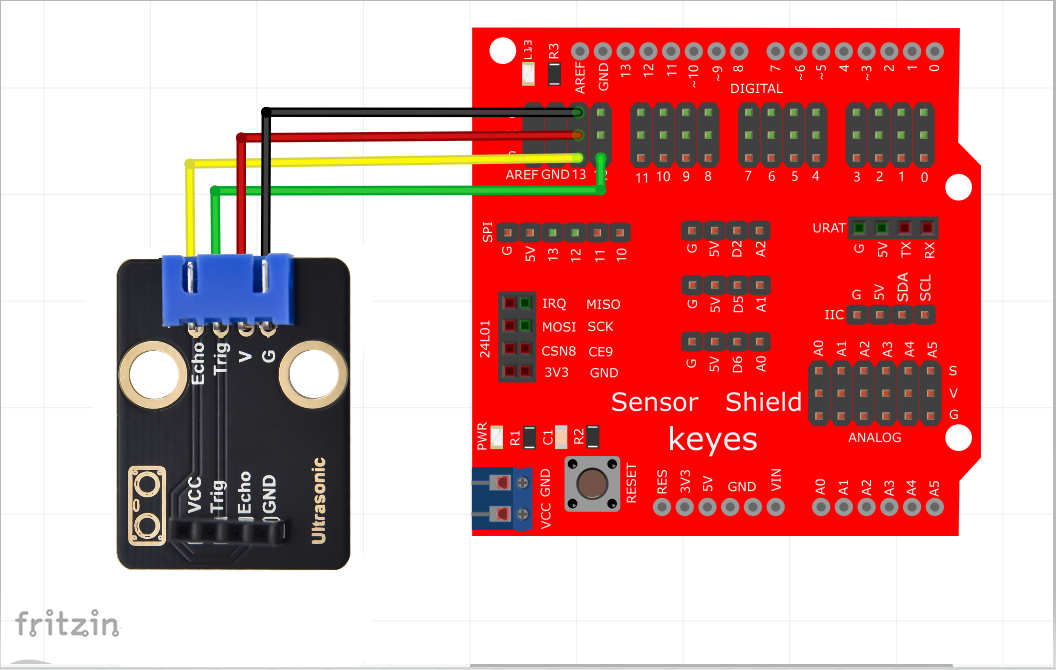 L13 R3 AREF GND 13 12 11 ~10 ~9 8 7 ~6 ~5 4 ~3 2 1 0
DIGITAL
AREF GND 13 11 10 9 8 7 6 5 4 3 2 1 0
SPI
G 5V 13 12 11 10
G 5V D2 A2
URAT
G 5V TX RX
G 5V D5 A1
IIC
G 5V SDA SCL
24L01
IRQ MISO
MOSI SCK
CSN8 CE9
3V3 GND
G 5V D6 A0
A0 A1 A2 A3 A4 A5
S
V
G
ANALOG
Sensor Shield
keyes
PWR R1 C1 R2
RESET
VCC GND
RES 3V3 5V GND VIN
A0 A1 A2 A3 A4 A5
Echo Trig V G
VCC Trig Echo GND
Ultrasonic
fritzin